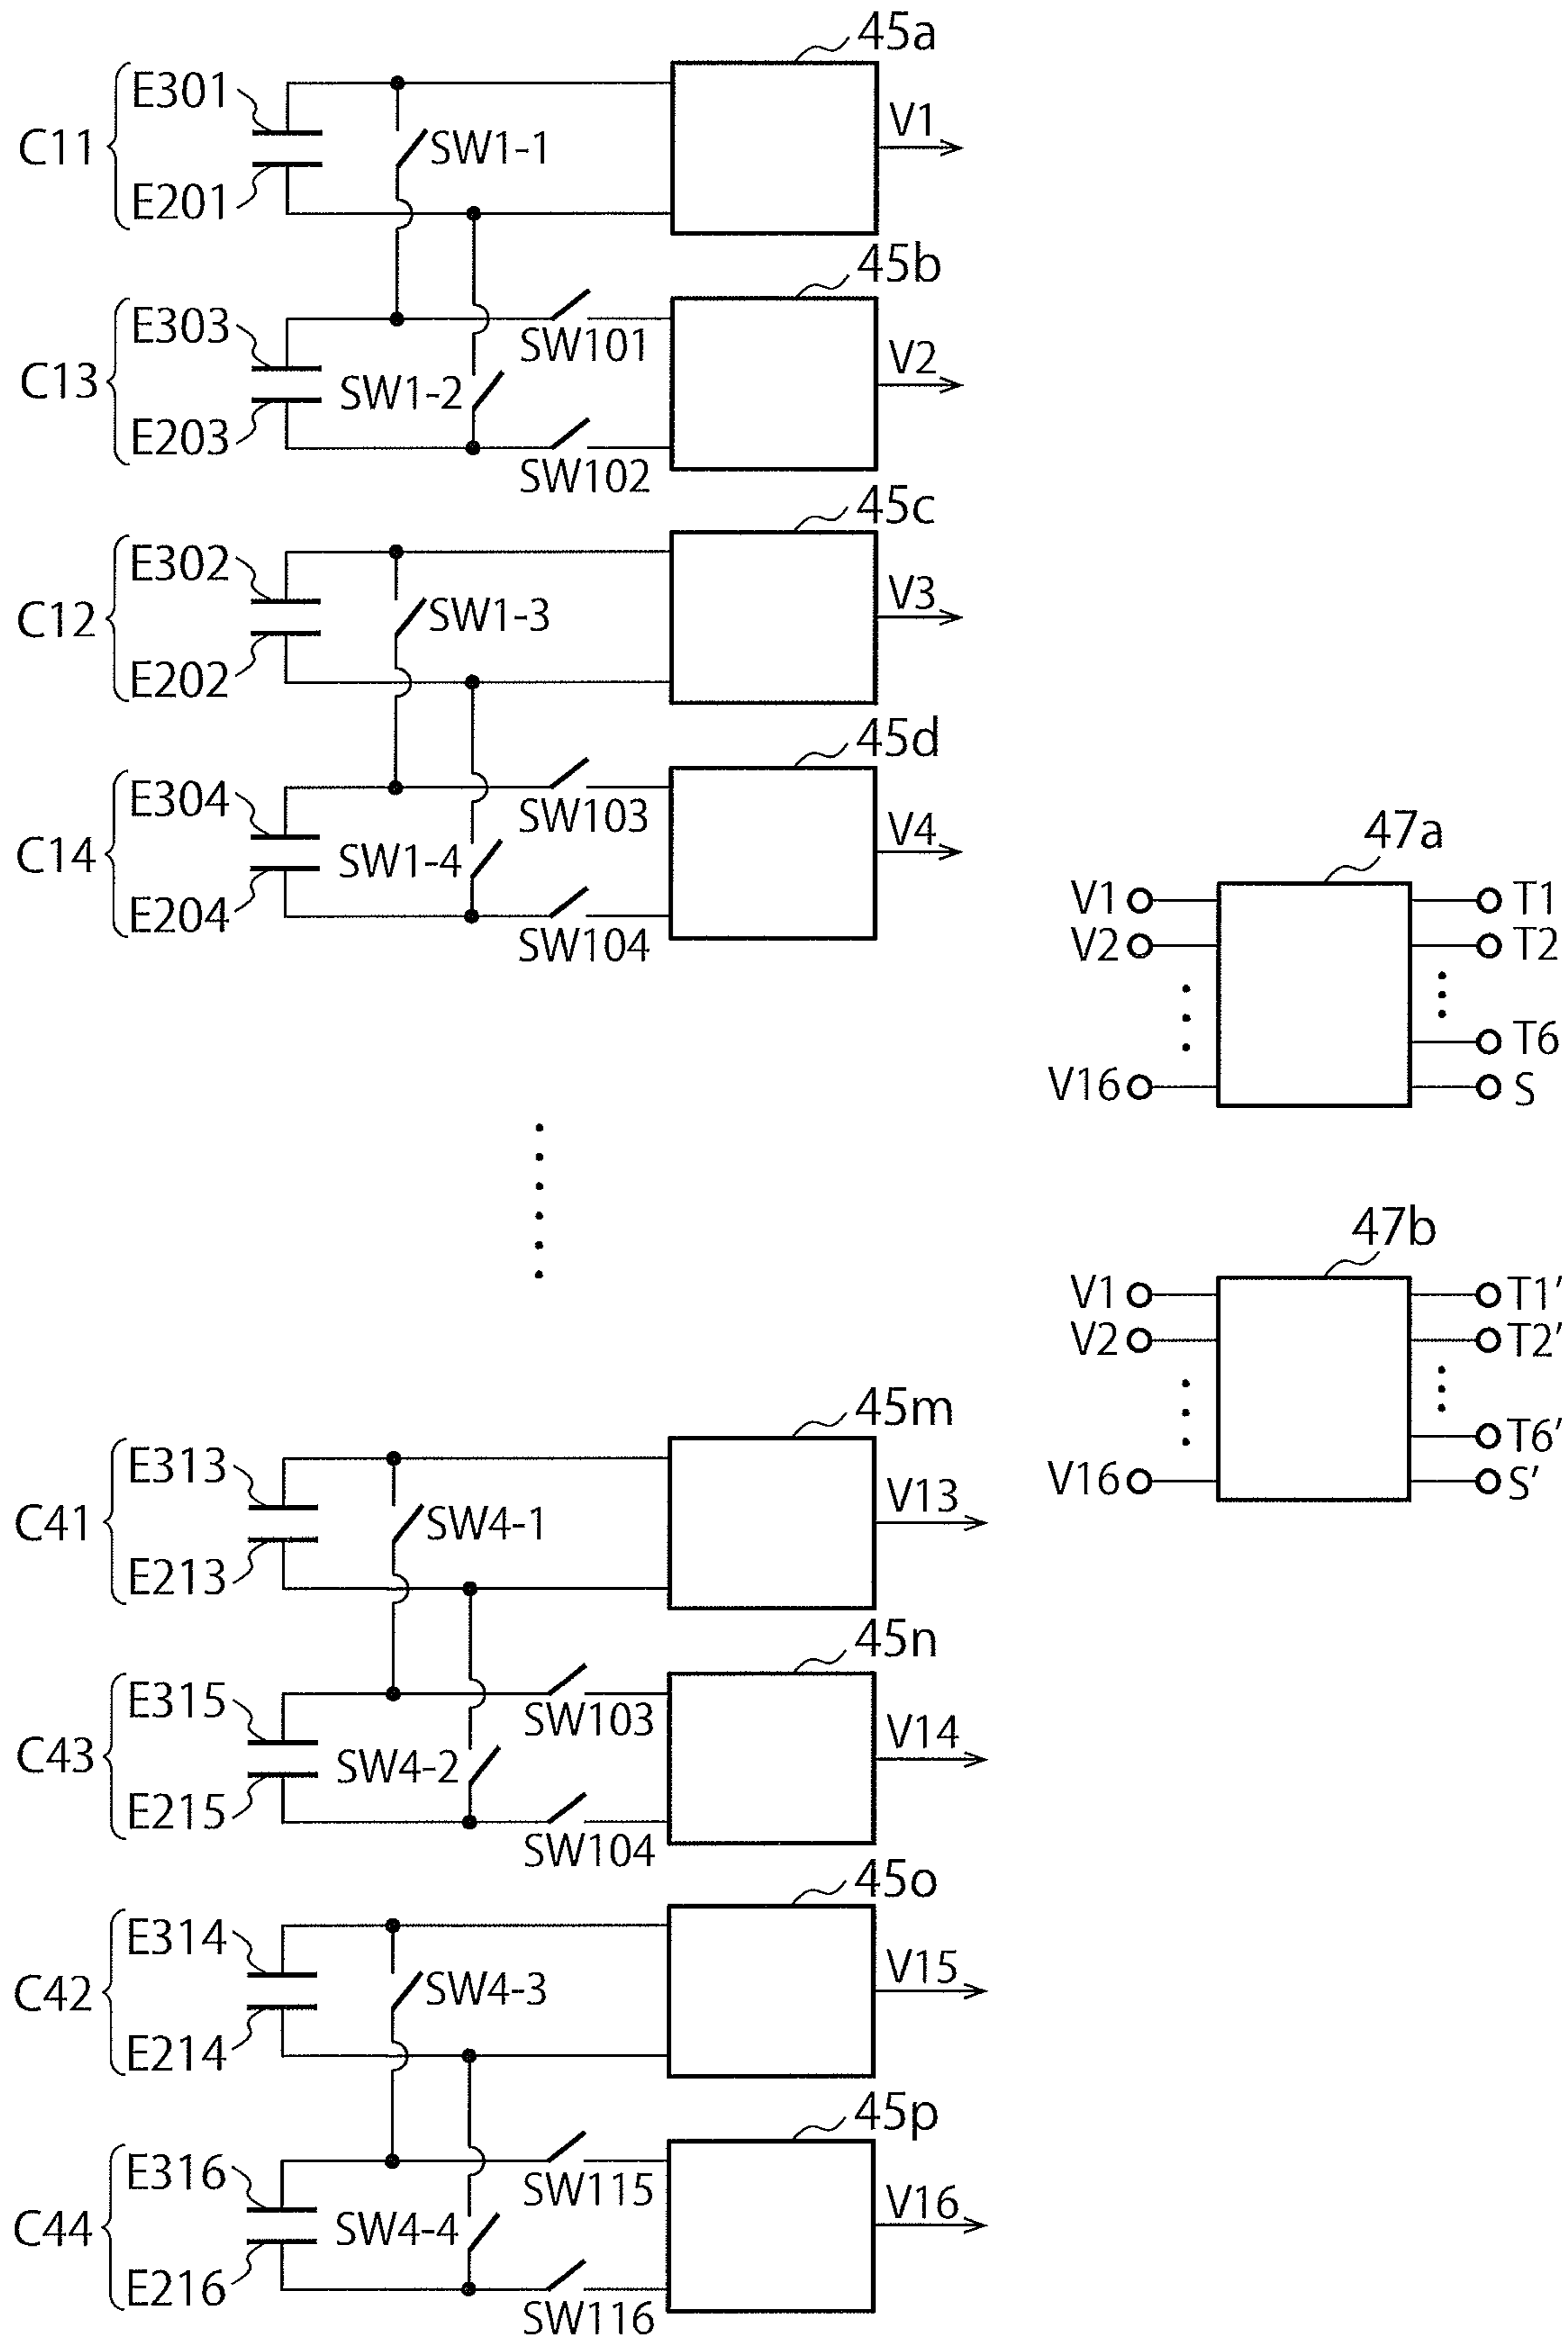 45a
E301
C11
E201
SW1-1
V1
45b
E303
C13
E203
SW101
SW1-2
SW102
V2
45c
E302
C12
E202
SW1-3
V3
45d
E304
C14
E204
SW103
SW1-4
SW104
V4
47a
V1
V2
V16
T1
T2
T6
S
47b
V1
V2
V16
T1′
T2′
T6′
S′
45m
E313
C41
E213
SW4-1
V13
45n
E315
C43
E215
SW103
SW4-2
SW104
V14
45o
E314
C42
E214
SW4-3
V15
45p
E316
C44
E216
SW115
SW4-4
SW116
V16